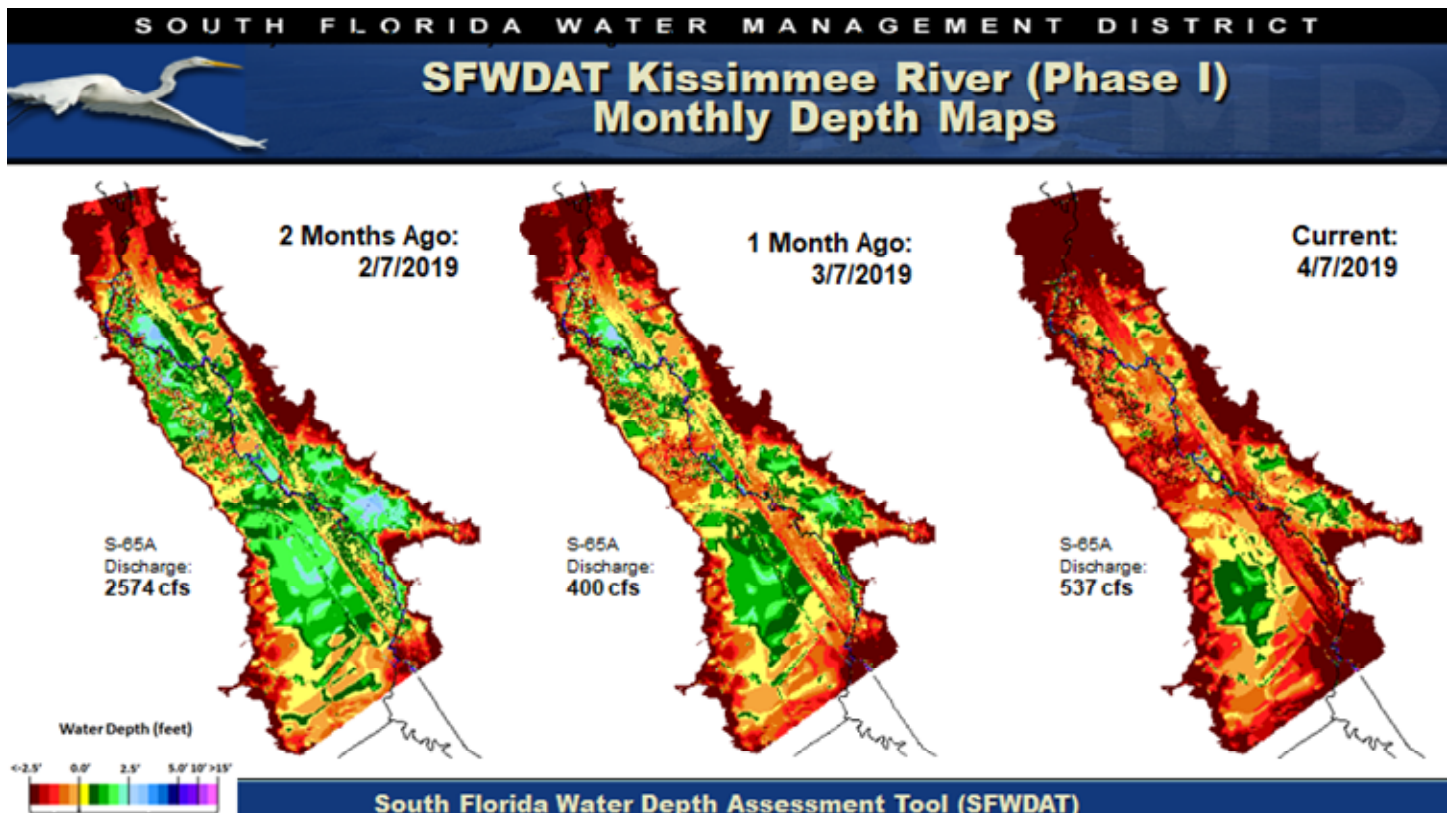 SOUTH FLORIDA WATER MANAGEMENT DISTRICT
SFWDAT Kissimmee River (Phase I)
Monthly Depth Maps
2 Months Ago:
2/7/2019
S-65A
Discharge:
2574 cfs
1 Month Ago:
3/7/2019
S-65A
Discharge:
400 cfs
Current:
4/7/2019
S-65A
Discharge:
537 cfs
Water Depth (feet)
<-2.5' 0.0' 2.5' 5.0' 10' >15'
South Florida Water Depth Assessment Tool (SFWDAT)